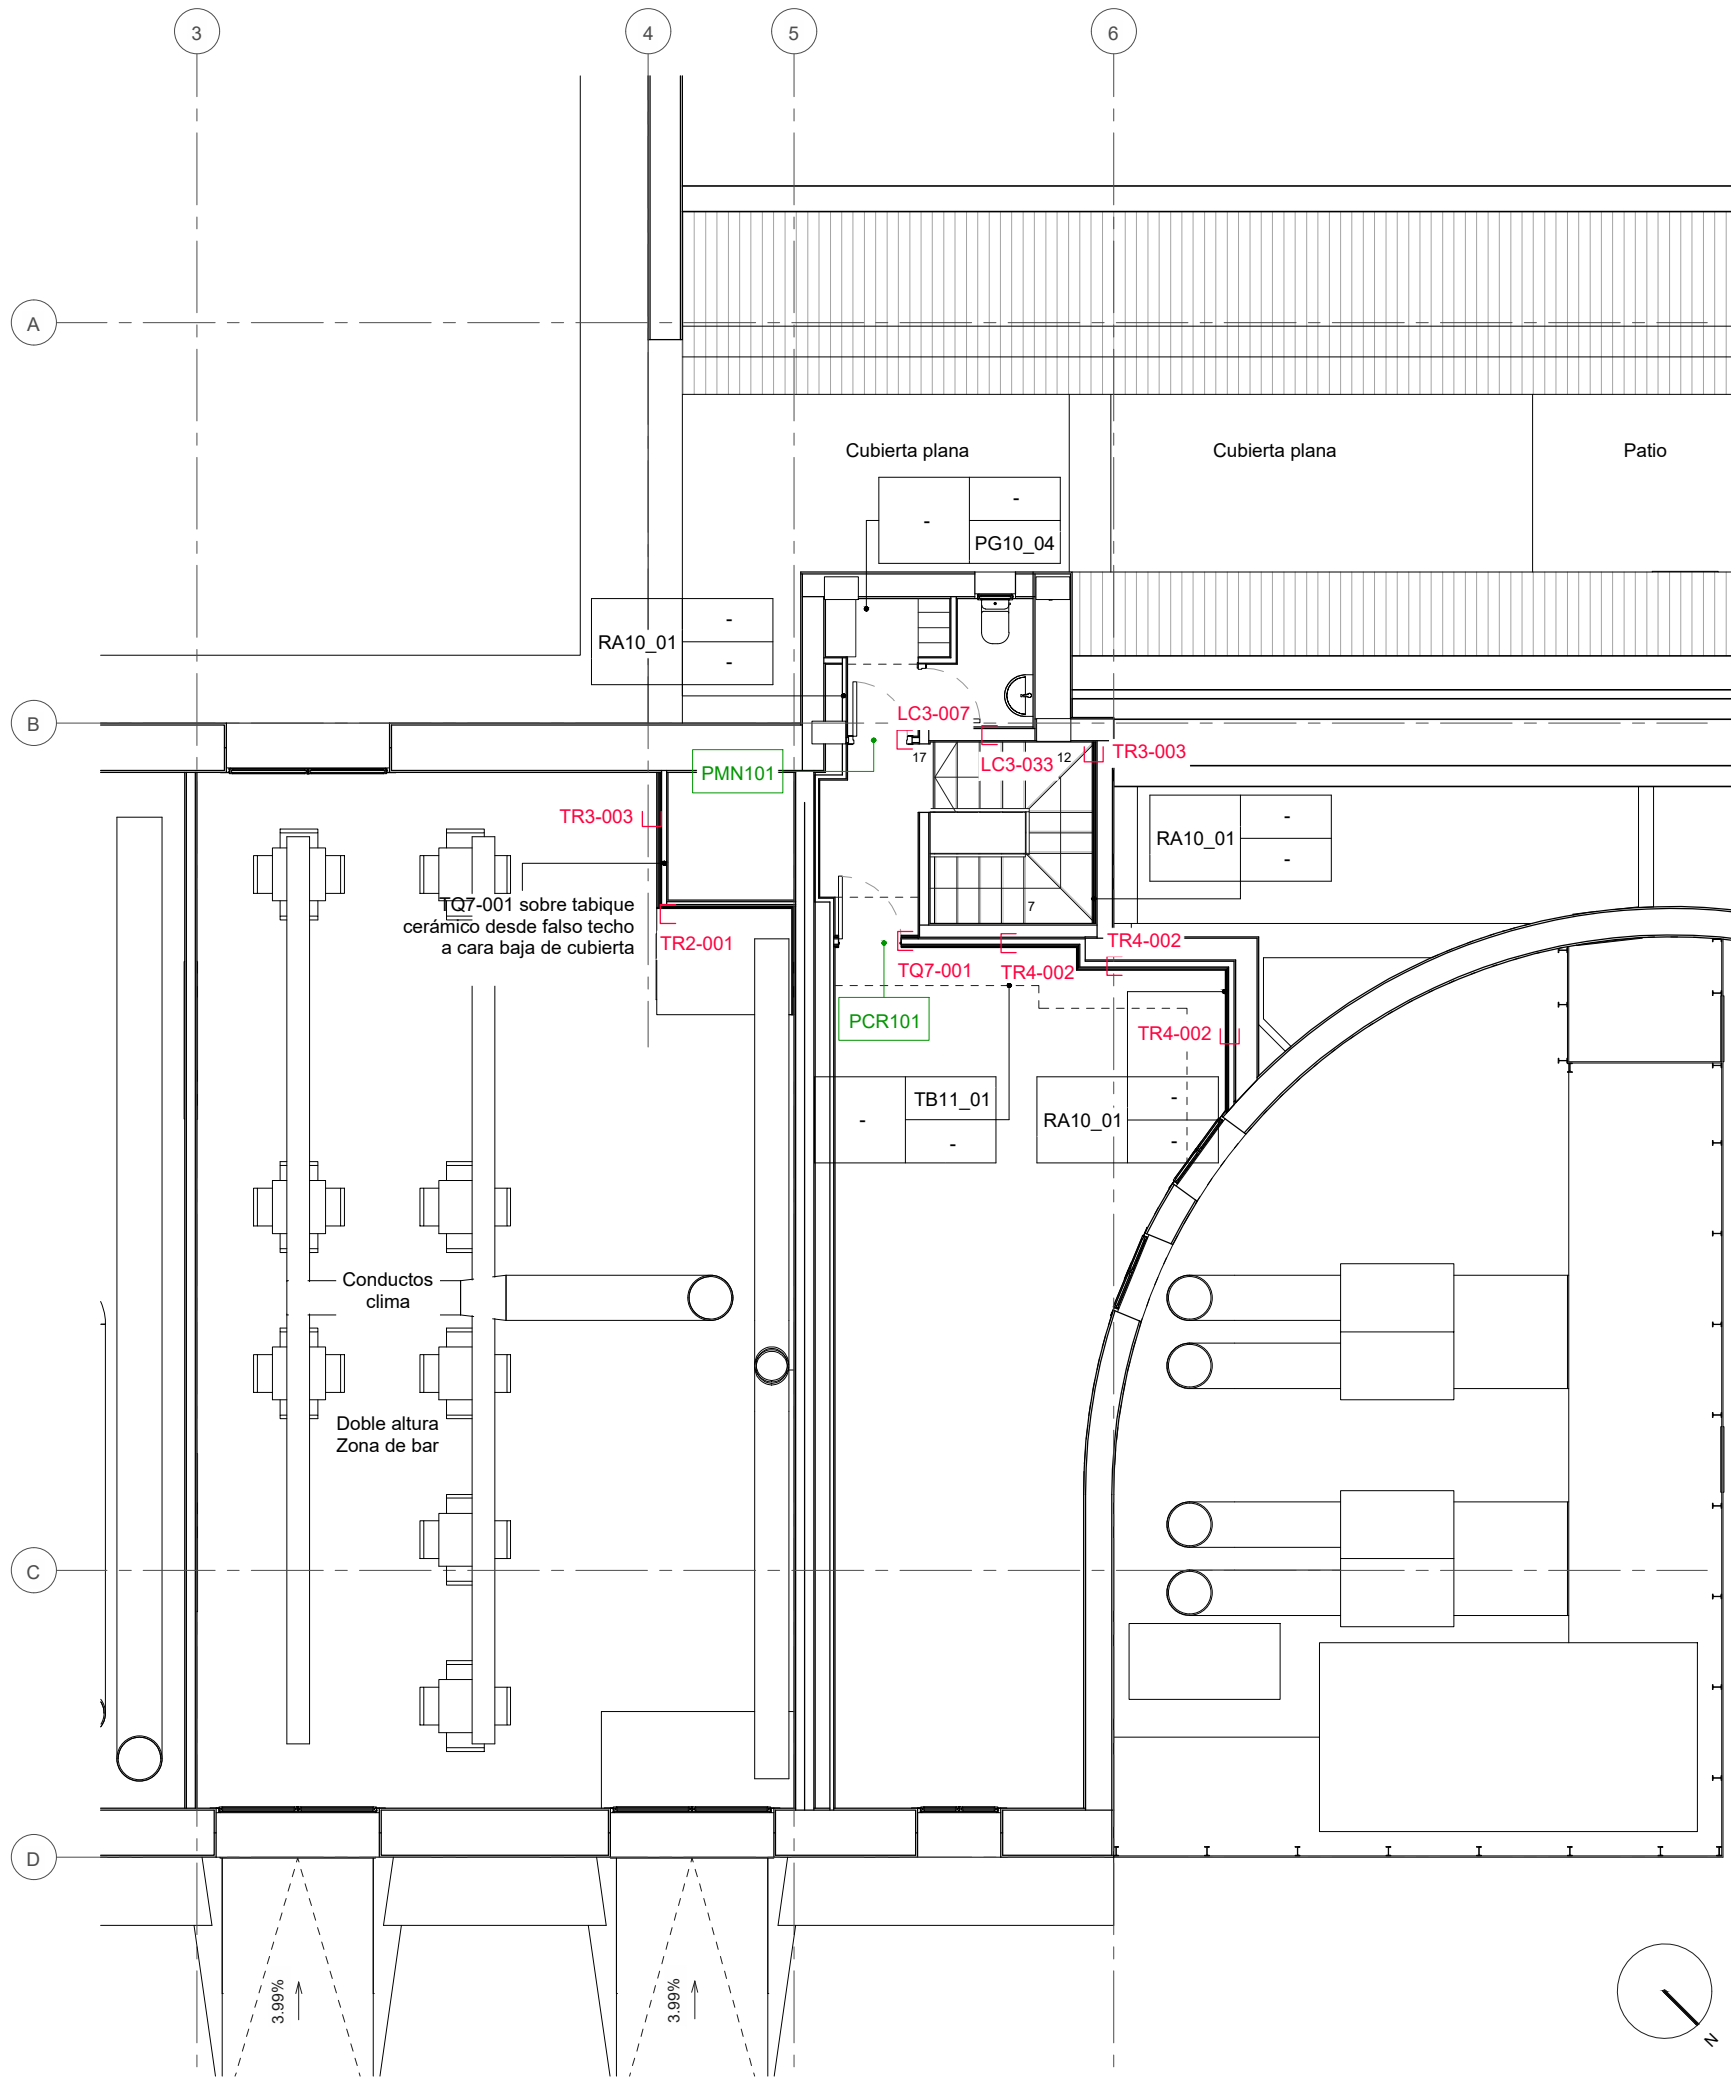 3
4
5
6
A
Cubierta plana
Cubierta plana
Patio
-
-
PG10_04
RA10_01
-
-
B
LC3-007
17
LC3-033
12
TR3-003
PMN101
TR3-003
RA10_01
-
-
TQ7-001 sobre tabique
cerámico desde falso techo
a cara baja de cubierta
7
TR2-001
TQ7-001
TR4-002
TR4-002
PCR101
TR4-002
-
TB11_01
-
RA10_01
-
-
Conductos
clima
Doble altura
Zona de bar
C
D
3.99%
3.99%
N